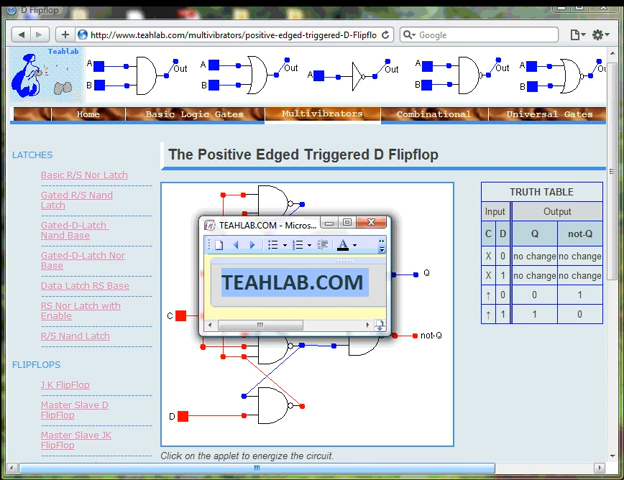 D Flipflop
http://www.teahlab.com/multivibrators/positive-edged-triggered-D-Flipflo
Google
Teahlab
A B Out
A B Out
A Out
A B Out
A B Out
Home Basic Logic Gates Multivibrators Combinational Universal Gates
LATCHES
Basic R/S Nor Latch
Gated R/S Nand
Latch
Gated-D-Latch
Nand Base
Gated-D-Latch Nor
Base
Data Latch RS Base
RS Nor Latch with
Enable
R/S Nand Latch
FLIPFLOPS
J K FlipFlop
Master Slave D
FlipFlop
Master Slave JK
FlipFlop
The Positive Edged Triggered D Flipflop
TEAHLAB.COM - Micros...
A
TEAHLAB.COM
Q
C
not-Q
D
Click on the applet to energize the circuit.
TRUTH TABLE
Input Output
C D Q not-Q
X 0 no change no change
X 1 no change no change
↑ 0 0 1
↑ 1 1 0